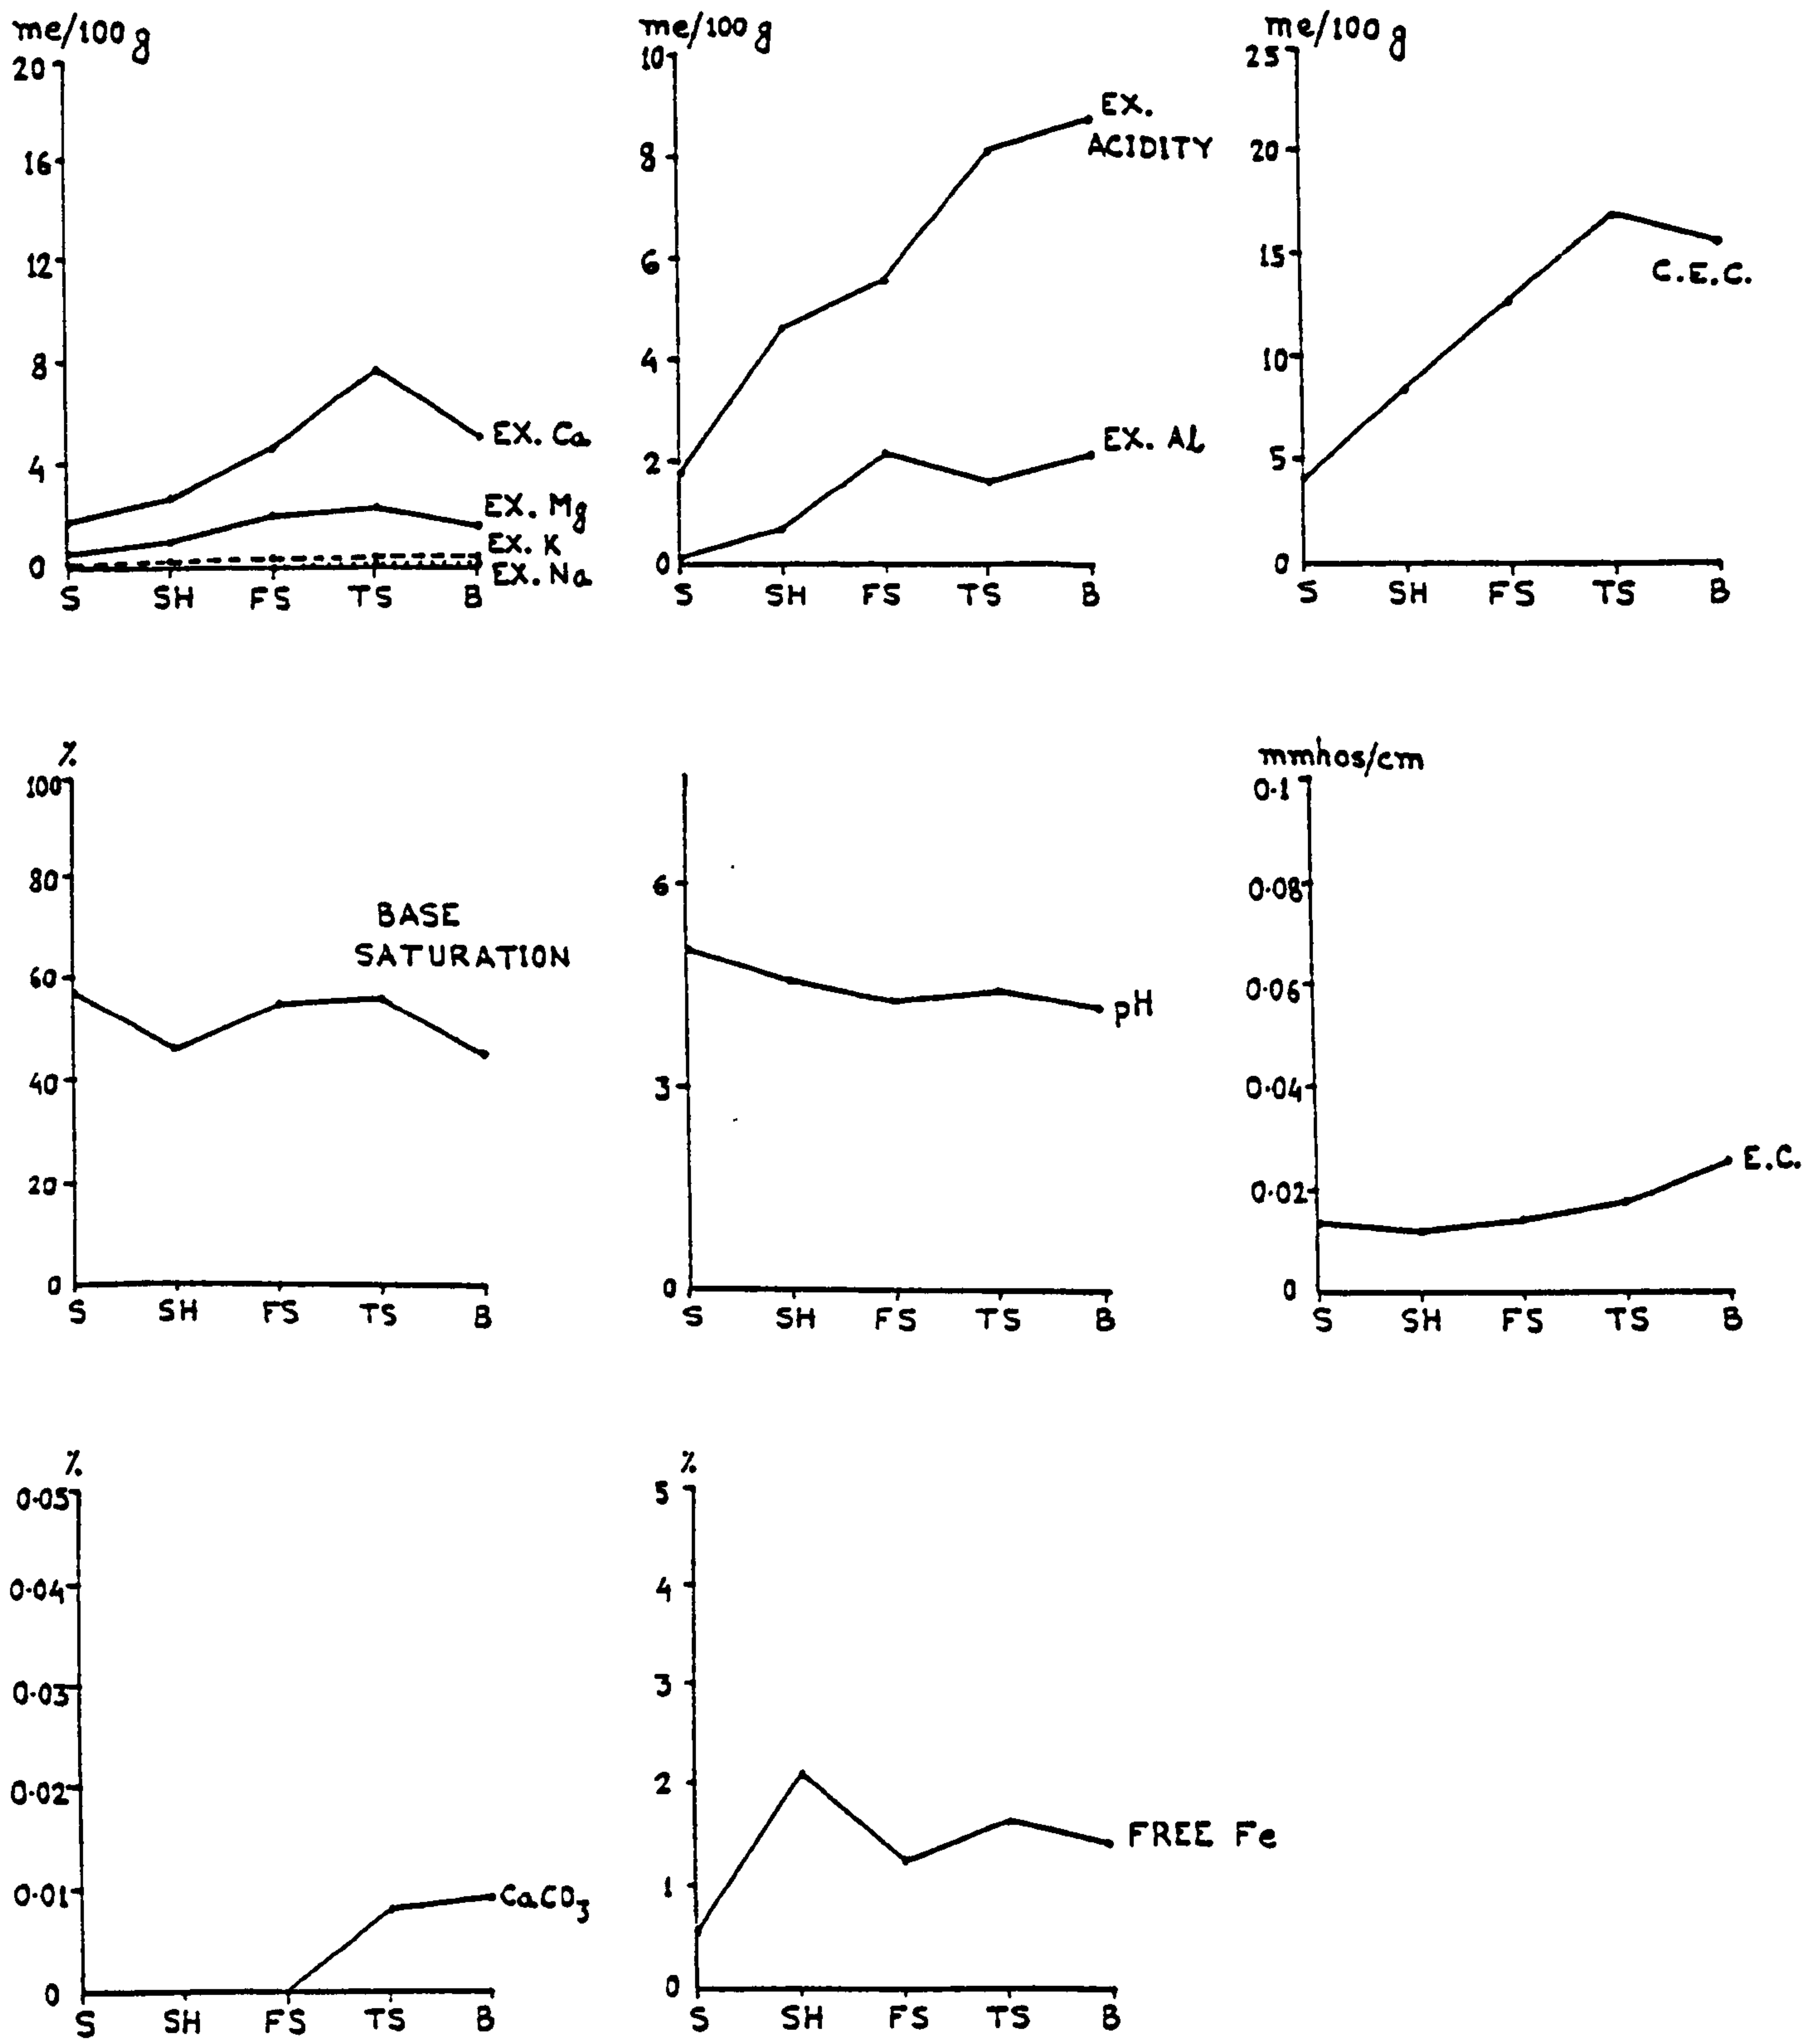 me/100 g
20
16
12
8
4
0
EX. Ca
EX. Mg
EX. K
EX. Na
S SH FS TS B
me/100 g
10
8
6
4
2
0
EX.
ACIDITY
EX. Al
S SH FS TS B
me/100 g
25
20
15
10
5
0
C.E.C.
S SH FS TS B
%
100
80
60
40
20
0
BASE
SATURATION
S SH FS TS B
6
3
0
pH
S SH FS TS B
mmhos/cm
0.1
0.08
0.06
0.04
0.02
0
E.C.
S SH FS TS B
%
0.05
0.04
0.03
0.02
0.01
0
CaCO3
S SH FS TS B
%
5
4
3
2
1
0
FREE Fe
S SH FS TS B